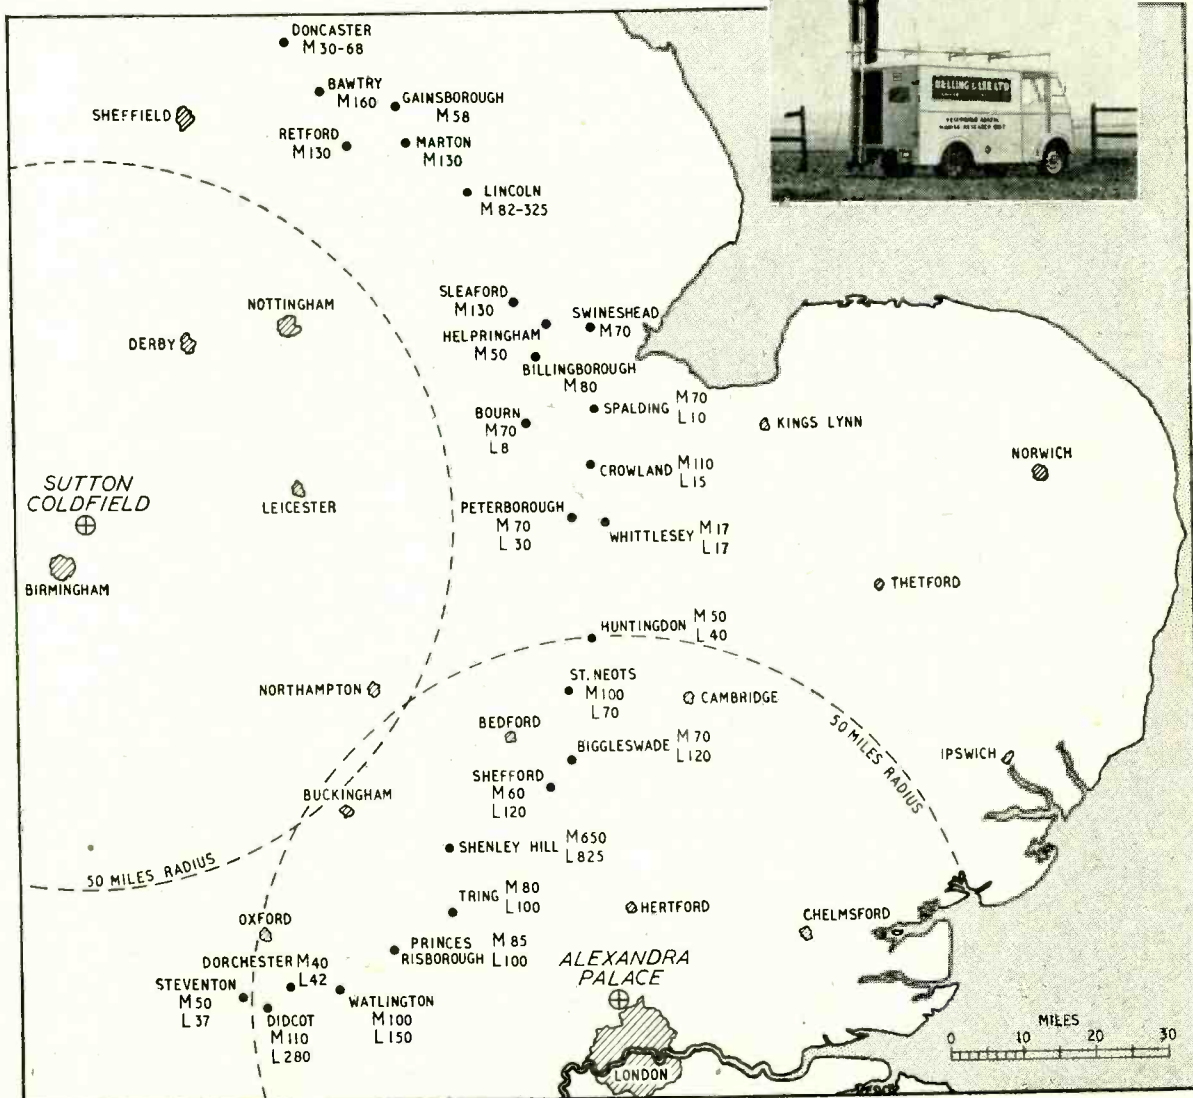 DONCASTER
M 30-68
BAWTRY
M 160
GAINSBOROUGH
M 58
SHEFFIELD
RETFORD
M 130
MARTON
M 130
LINCOLN
M 82-325
BELLING & LEE LTD
SLEAFORD
M 130
NOTTINGHAM
SWINESHEAD
M 70
HELPRINGHAM
M 50
DERBY
BILLINGBOROUGH
M 80
SPALDING M 70
L 10
BOURN
M 70
L 8
KINGS LYNN
NORWICH
CROWLAND M 110
L 15
SUTTON
COLDFIELD
LEICESTER
PETERBOROUGH
M 70
L 30
WHITTLESEY M 17
L 17
BIRMINGHAM
THETFORD
HUNTINGDON M 50
L 40
ST. NEOTS
M 100
L 70
NORTHAMPTON
CAMBRIDGE
BEDFORD
50 MILES RADIUS
BIGGLESWADE M 70
L 120
IPSWICH
SHEFFORD
M 60
L 120
BUCKINGHAM
SHENLEY HILL M 650
L 825
50 MILES RADIUS
TRING M 80
L 100
HERTFORD
CHELMSFORD
OXFORD
PRINCES M 85
RISBOROUGH L 100
ALEXANDRA
PALACE
DORCHESTER M 40
L 42
STEVENTON
M 50
L 37
WATLINGTON
M 100
L 150
DIDCOT
M 110
L 280
MILES
0 10 20 30
LONDON